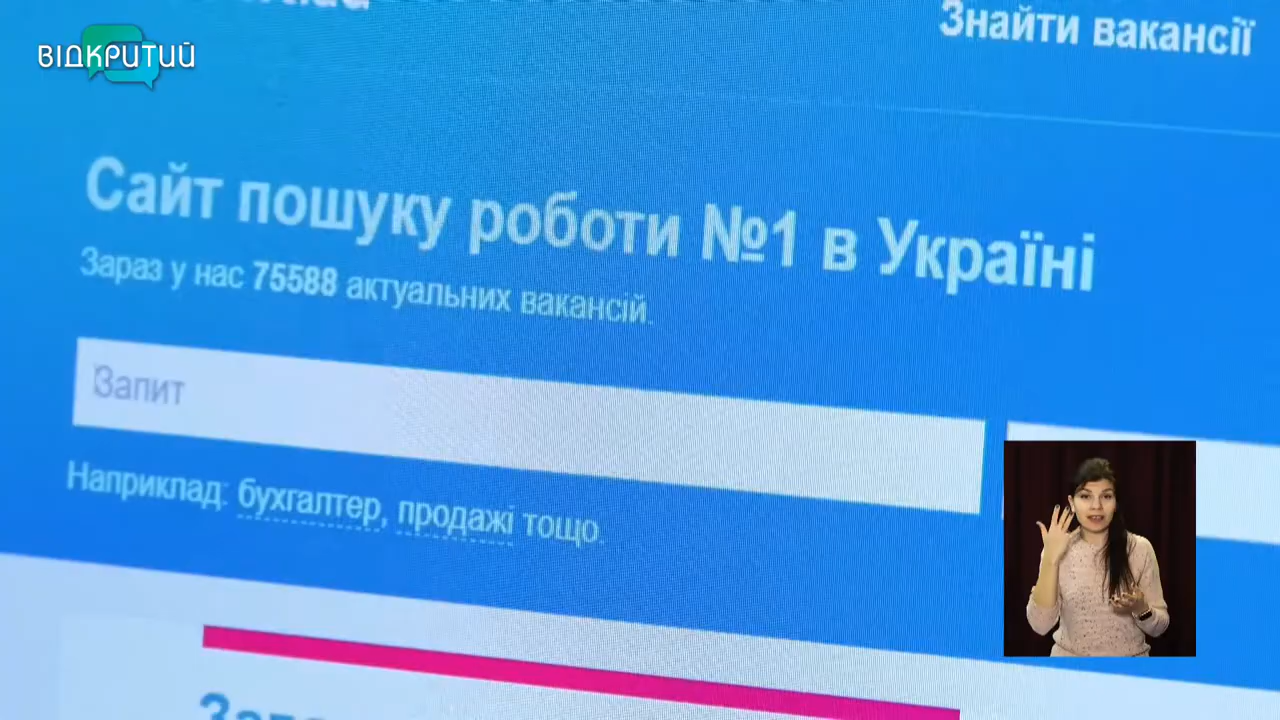 ВІДКРИТИЙ
Знайти вакансії
Сайт пошуку роботи №1 в Україні
Зараз у нас 75588 актуальних вакансій.
Запит
Наприклад: бухгалтер, продажі тощо.